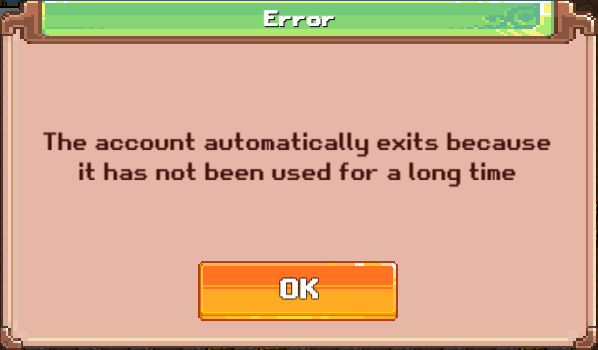 Error
The account automatically exits because
it has not been used for a long time
OK